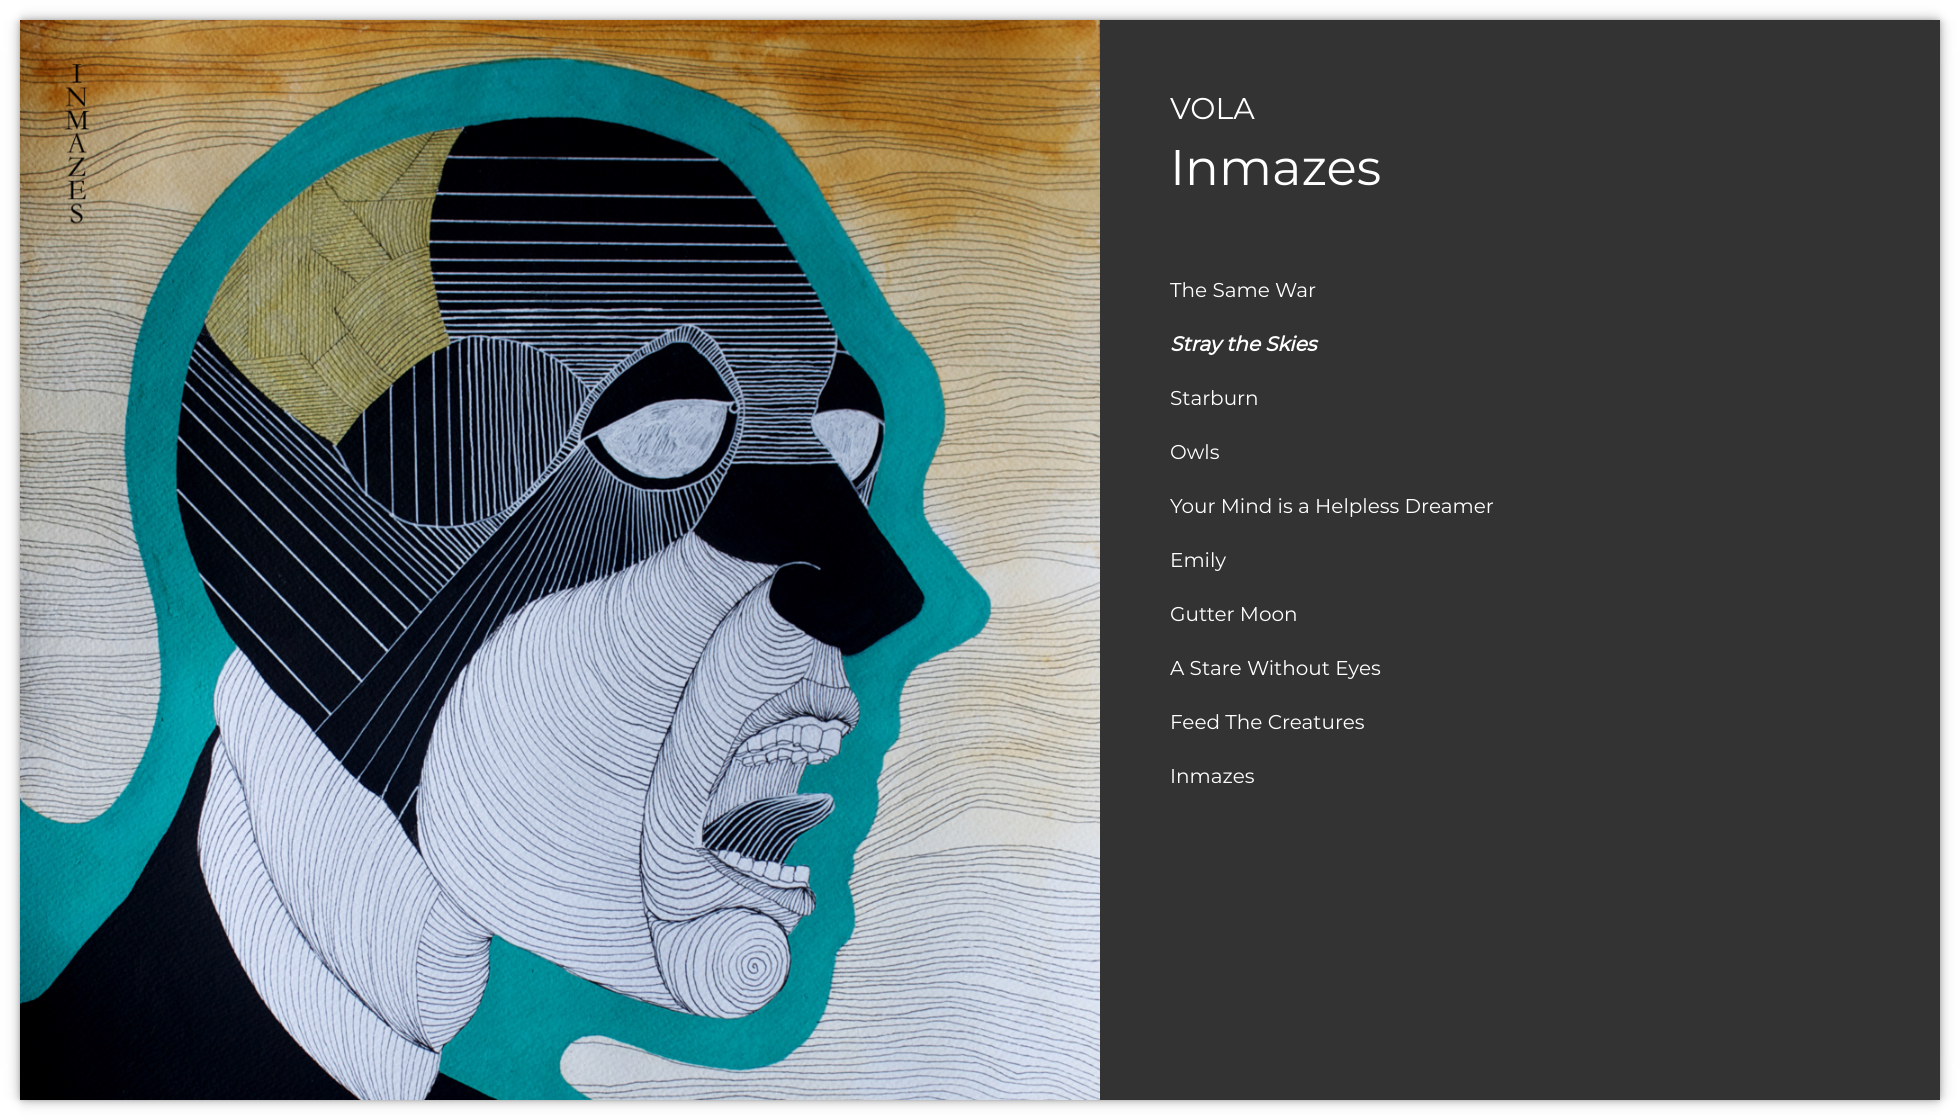 INMAZES
VOLA
Inmazes
The Same War
Stray the Skies
Starburn
Owls
Your Mind is a Helpless Dreamer
Emily
Gutter Moon
A Stare Without Eyes
Feed The Creatures
Inmazes